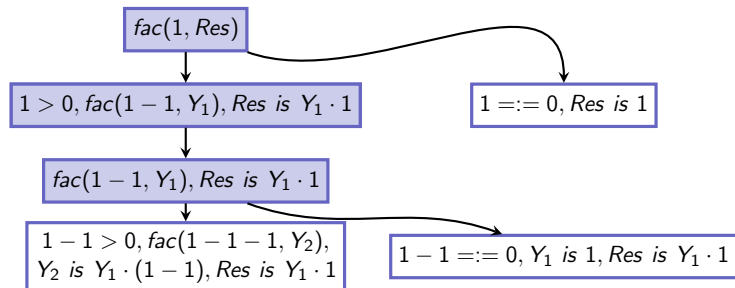 fac(1, Res)
1 > 0, fac(1 − 1, Y₁), Res is Y₁ · 1
1 =:= 0, Res is 1
fac(1 − 1, Y₁), Res is Y₁ · 1
1 − 1 > 0, fac(1 − 1 − 1, Y₂),
Y₂ is Y₁ · (1 − 1), Res is Y₁ · 1
1 − 1 =:= 0, Y₁ is 1, Res is Y₁ · 1